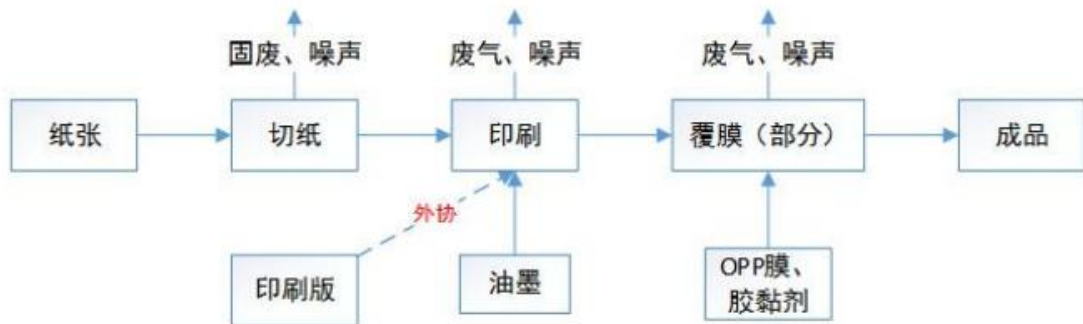 固废、噪声
废气、噪声
废气、噪声
纸张
切纸
印刷
覆膜（部分）
成品
外协
印刷版
油墨
OPP膜、
胶黏剂